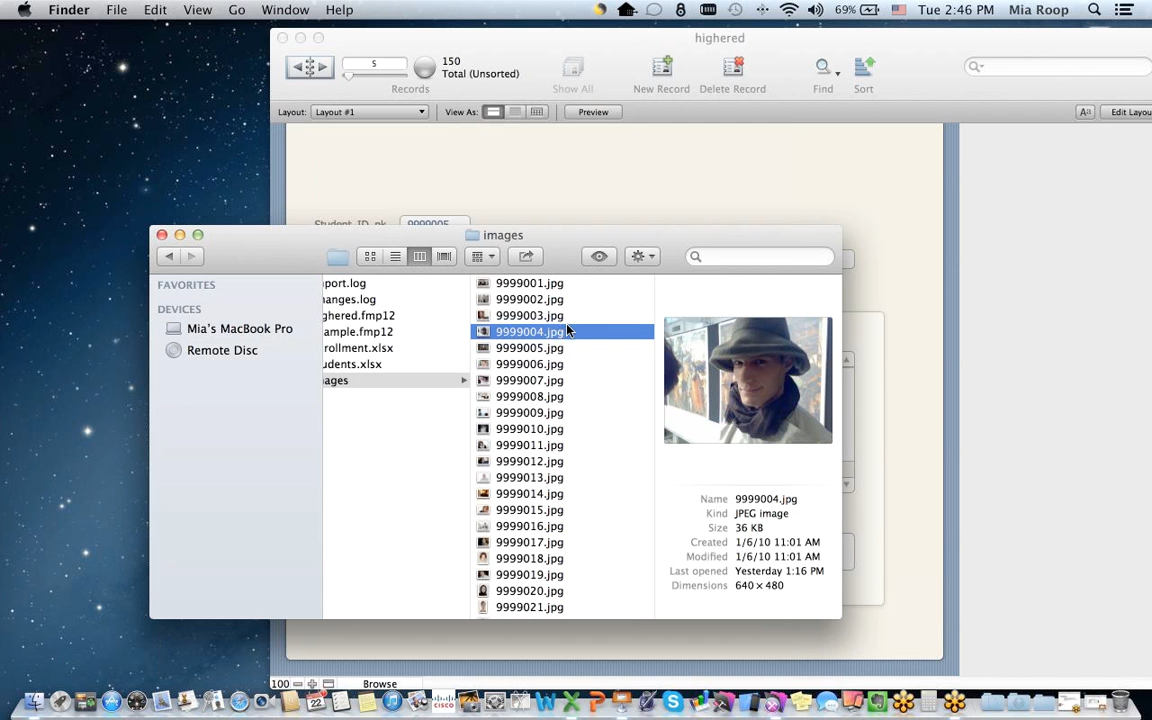 Finder File Edit View Go Window Help 69% Tue 2:46 PM Mia Roop
highered
5 150
Total (Unsorted)
Records Show All New Record Delete Record Find Sort
Layout: Layout #1 View As: Preview Aa Edit Layou
Student_ID_pk 9999005
images
FAVORITES
DEVICES
Mia's MacBook Pro
Remote Disc
port.log
hanges.log
ghered.fmp12
ample.fmp12
rollment.xlsx
udents.xlsx
ages
9999001.jpg
9999002.jpg
9999003.jpg
9999004.jpg
9999005.jpg
9999006.jpg
9999007.jpg
9999008.jpg
9999009.jpg
9999010.jpg
9999011.jpg
9999012.jpg
9999013.jpg
9999014.jpg
9999015.jpg
9999016.jpg
9999017.jpg
9999018.jpg
9999019.jpg
9999020.jpg
9999021.jpg
Name 9999004.jpg
Kind JPEG image
Size 36 KB
Created 1/6/10 11:01 AM
Modified 1/6/10 11:01 AM
Last opened Yesterday 1:16 PM
Dimensions 640 × 480
100 Browse
22
CISCO